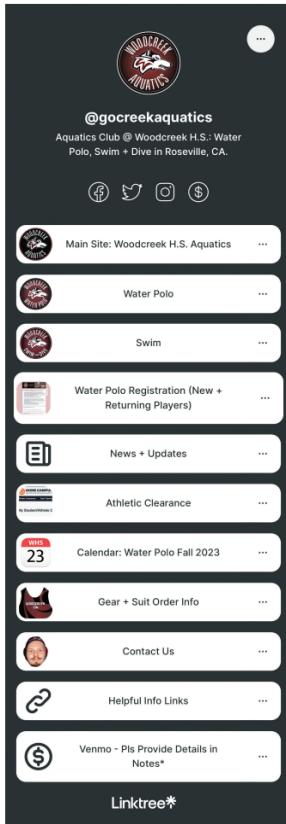 WOODCREEK
AQUATICS
@gocreekaquatics
Aquatics Club @ Woodcreek H.S.: Water
Polo, Swim + Dive in Roseville, CA.
Main Site: Woodcreek H.S. Aquatics
Water Polo
Swim
Water Polo Registration (New +
Returning Players)
News + Updates
Athletic Clearance
WHS
23
Calendar: Water Polo Fall 2023
Gear + Suit Order Info
Contact Us
Helpful Info Links
Venmo - Pls Provide Details in
Notes*
Linktree